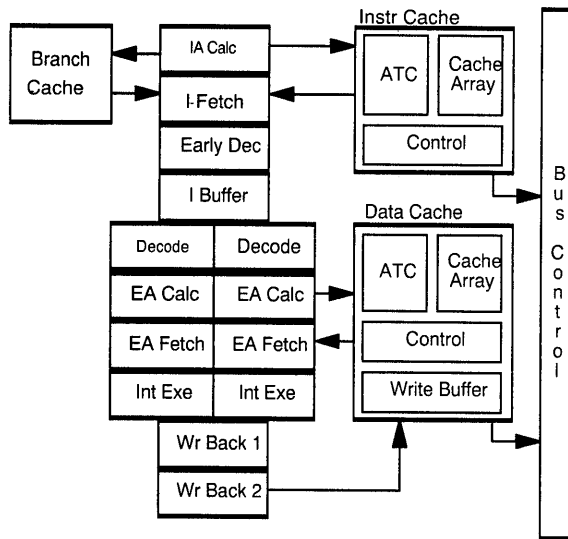 Instr Cache
Branch
Cache
IA Calc
I-Fetch
Early Dec
I Buffer
ATC
Cache
Array
Control
Data Cache
Decode
Decode
EA Calc
EA Calc
EA Fetch
EA Fetch
Int Exe
Int Exe
Wr Back 1
Wr Back 2
ATC
Cache
Array
Control
Write Buffer
Bus Control